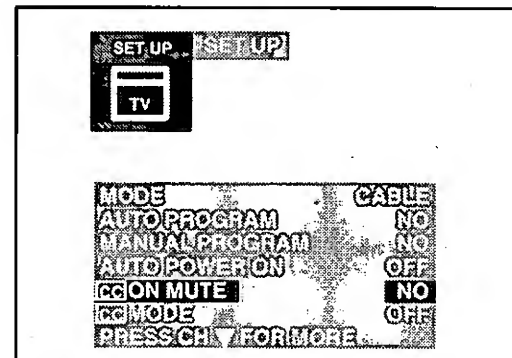 SET UP SET UP
TV
MODE CABLE
AUTO PROGRAM NO
MANUAL PROGRAM NO
AUTO POWER ON OFF
CC ON MUTE NO
CC MODE OFF
PRESS CH ▽ FOR MORE